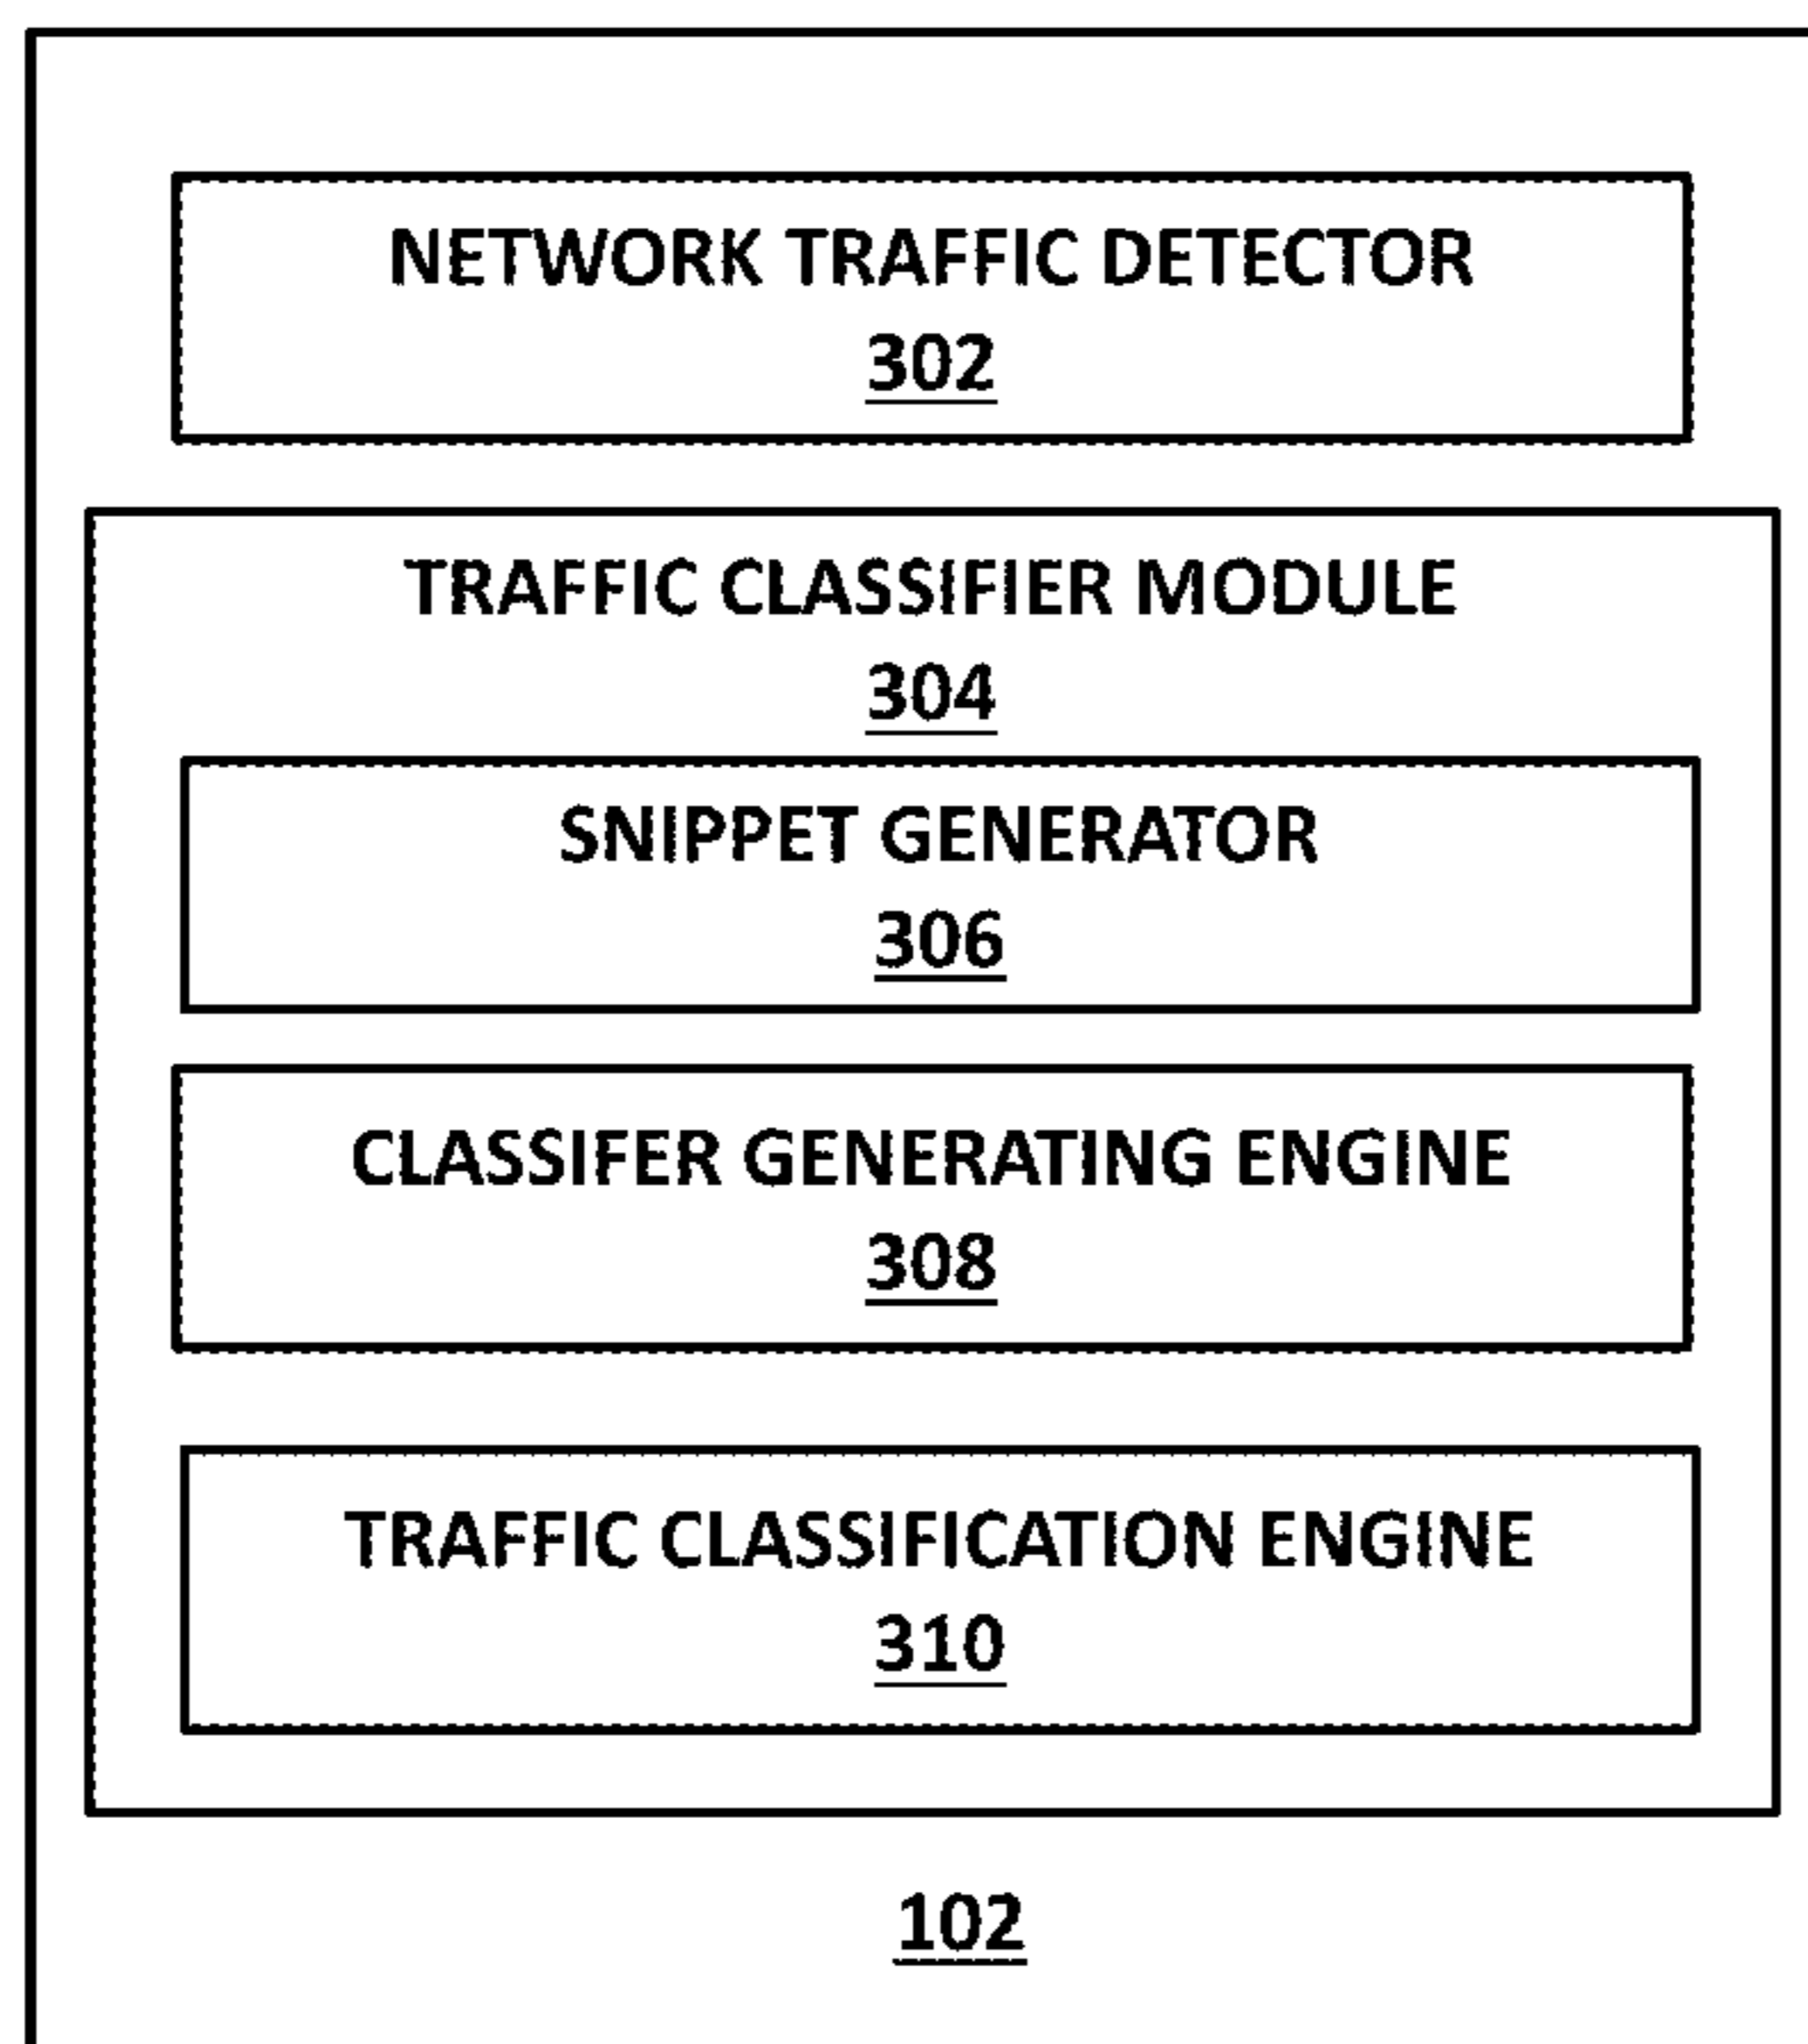 NETWORK TRAFFIC DETECTOR
302
TRAFFIC CLASSIFIER MODULE
304
SNIPPET GENERATOR
306
CLASSIFER GENERATING ENGINE
308
TRAFFIC CLASSIFICATION ENGINE
310
102